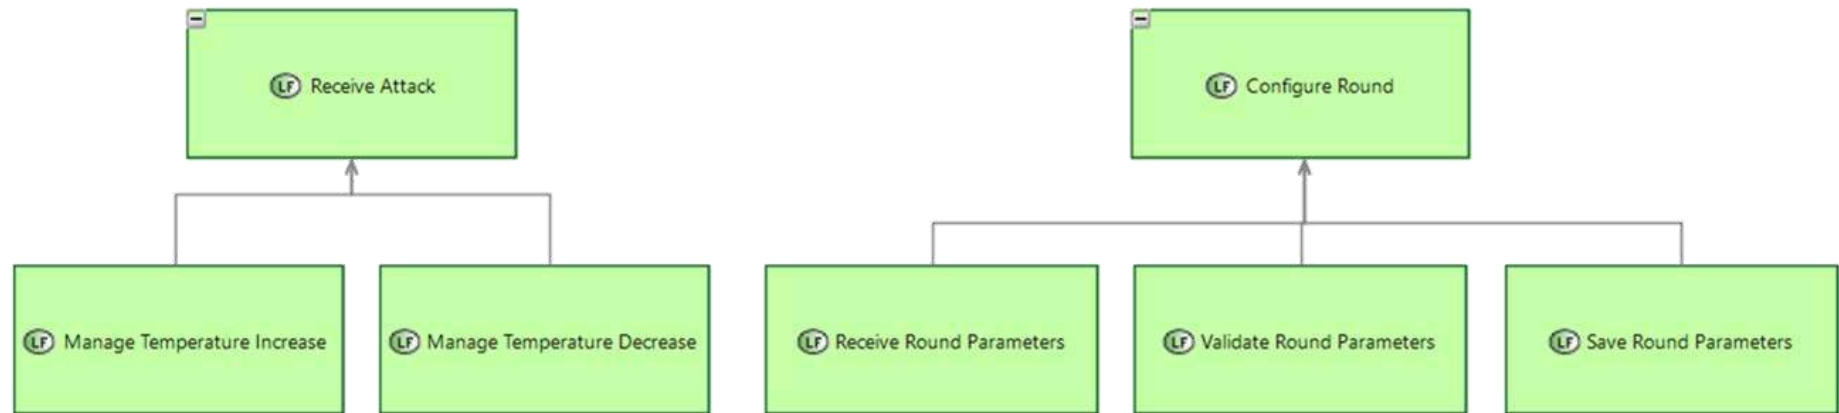 LF Receive Attack
LF Configure Round
LF Manage Temperature Increase
LF Manage Temperature Decrease
LF Receive Round Parameters
LF Validate Round Parameters
LF Save Round Parameters